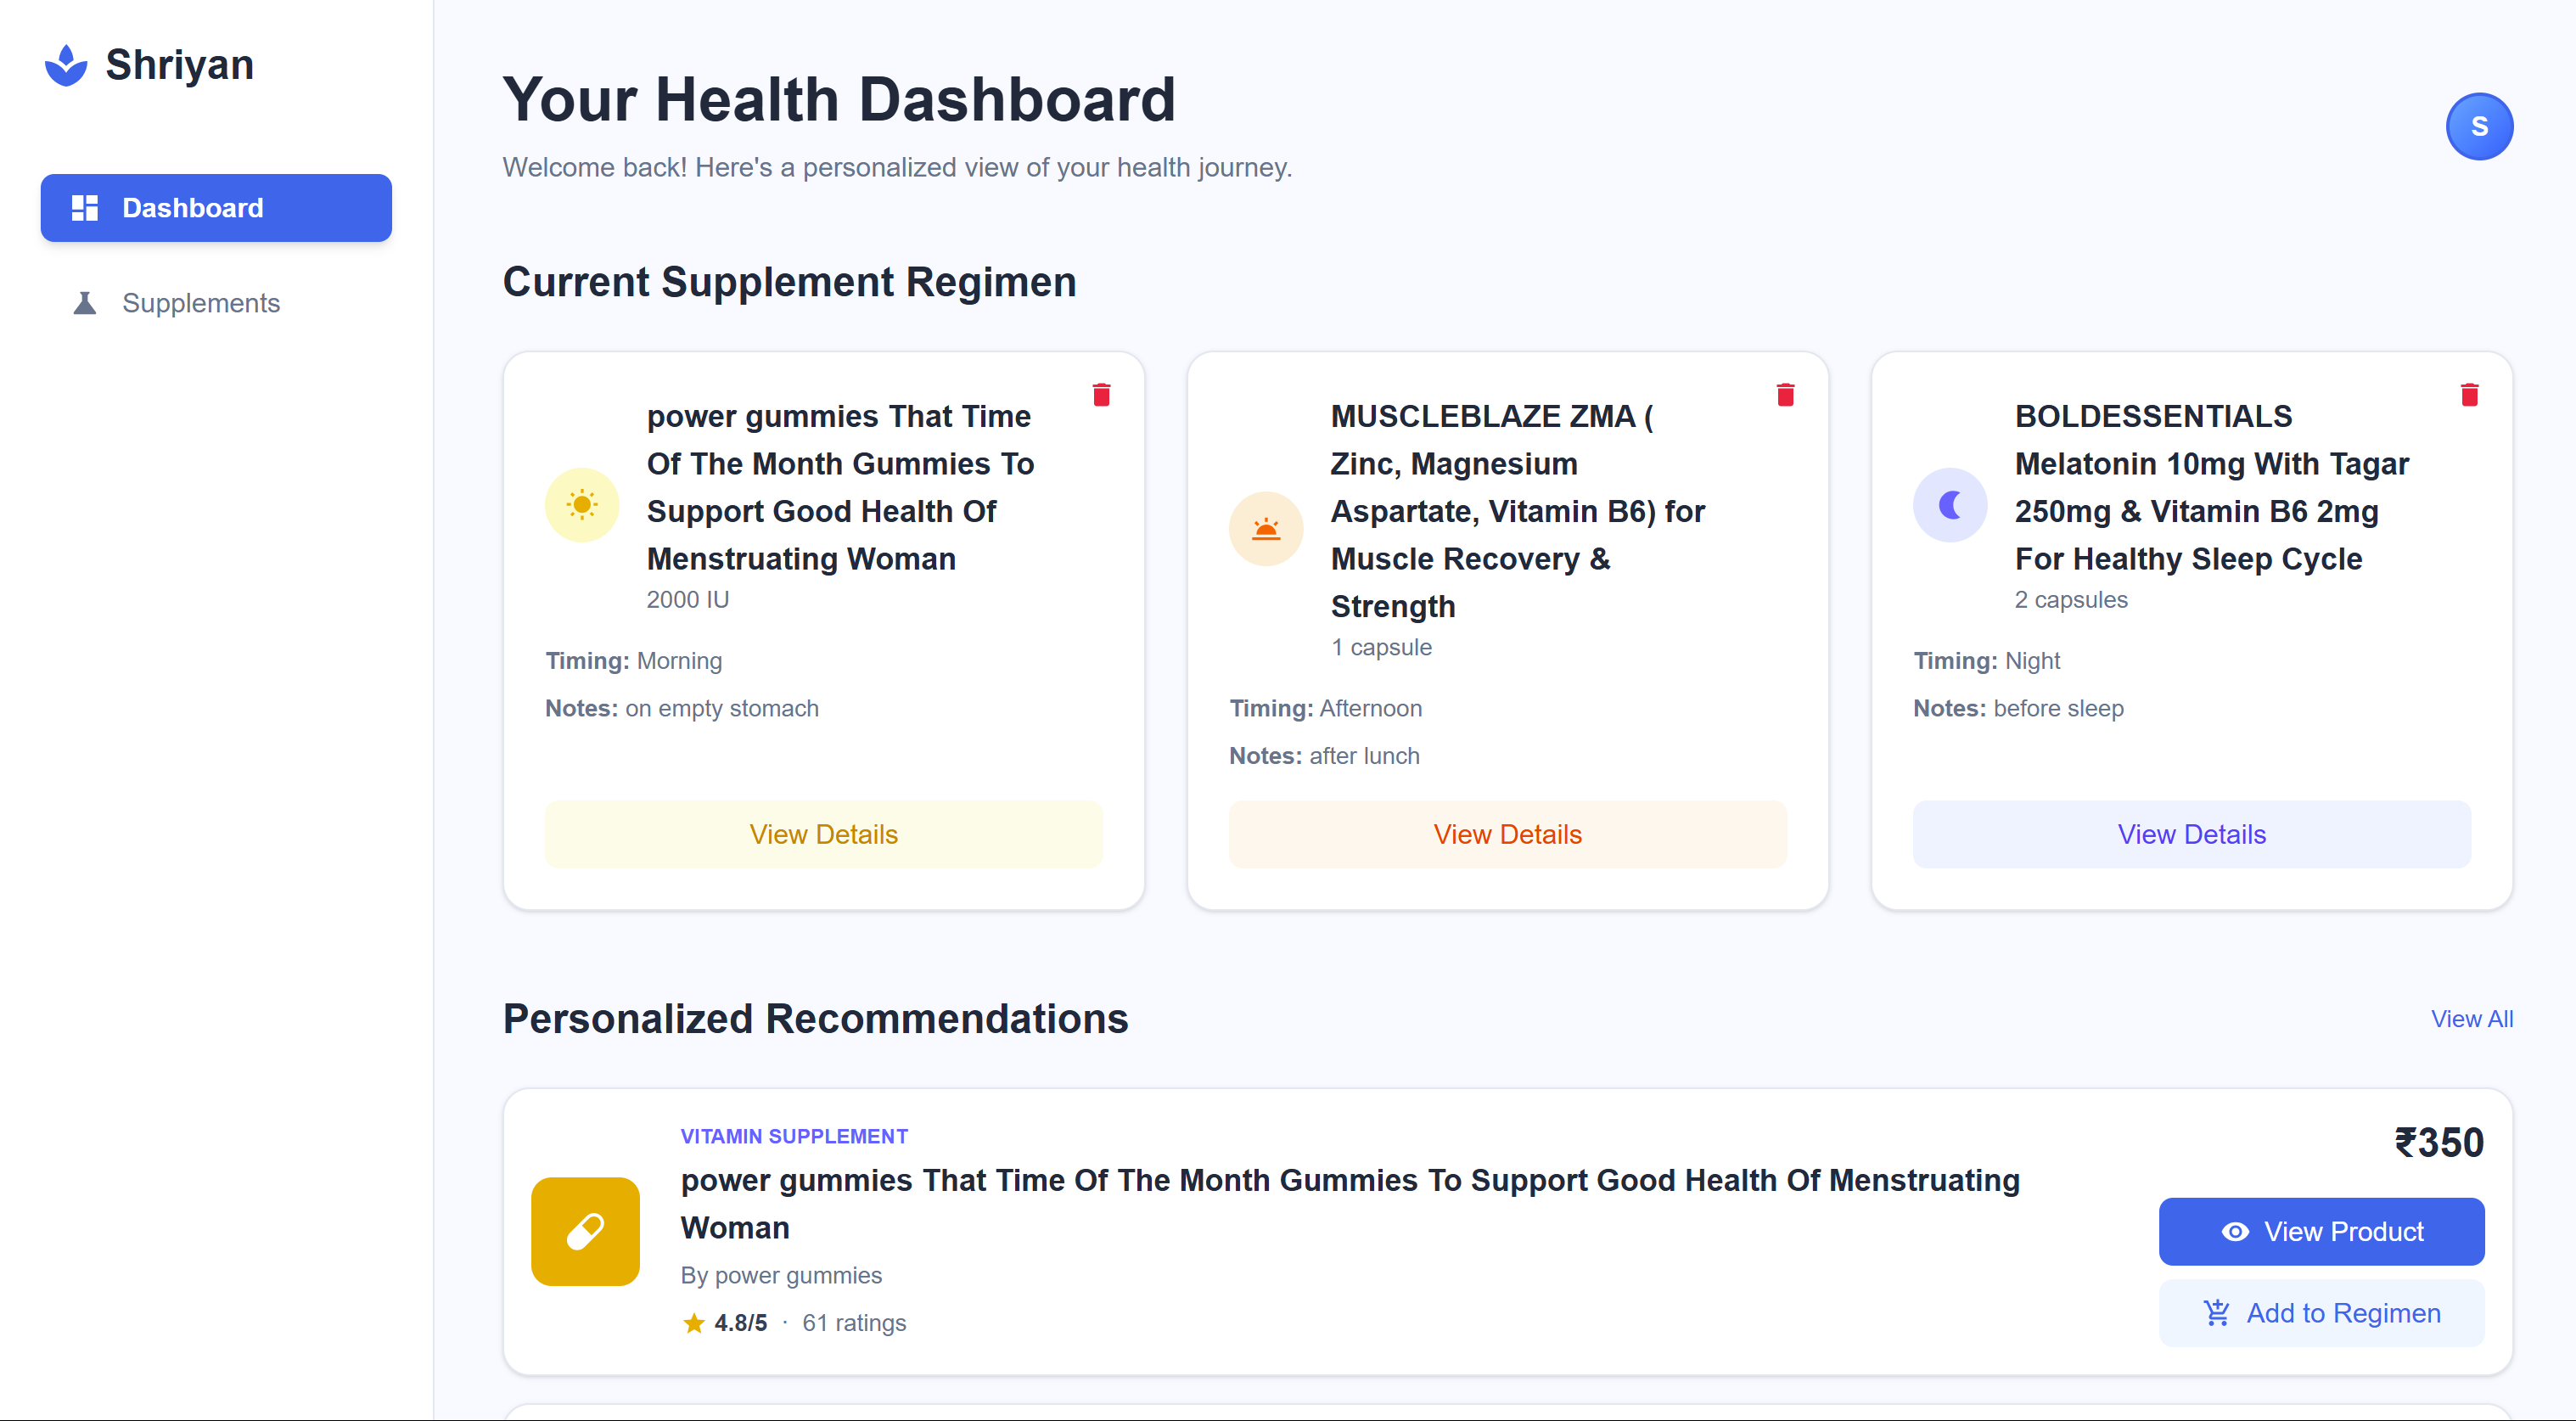 Shriyan
Dashboard
Supplements
Your Health Dashboard
Welcome back! Here's a personalized view of your health journey.
S
Current Supplement Regimen
power gummies That Time
Of The Month Gummies To
Support Good Health Of
Menstruating Woman
2000 IU
Timing: Morning
Notes: on empty stomach
View Details
MUSCLEBLAZE ZMA (
Zinc, Magnesium
Aspartate, Vitamin B6) for
Muscle Recovery &
Strength
1 capsule
Timing: Afternoon
Notes: after lunch
View Details
BOLDESSENTIALS
Melatonin 10mg With Tagar
250mg & Vitamin B6 2mg
For Healthy Sleep Cycle
2 capsules
Timing: Night
Notes: before sleep
View Details
Personalized Recommendations
View All
VITAMIN SUPPLEMENT
power gummies That Time Of The Month Gummies To Support Good Health Of Menstruating
Woman
By power gummies
4.8/5 · 61 ratings
₹350
View Product
Add to Regimen